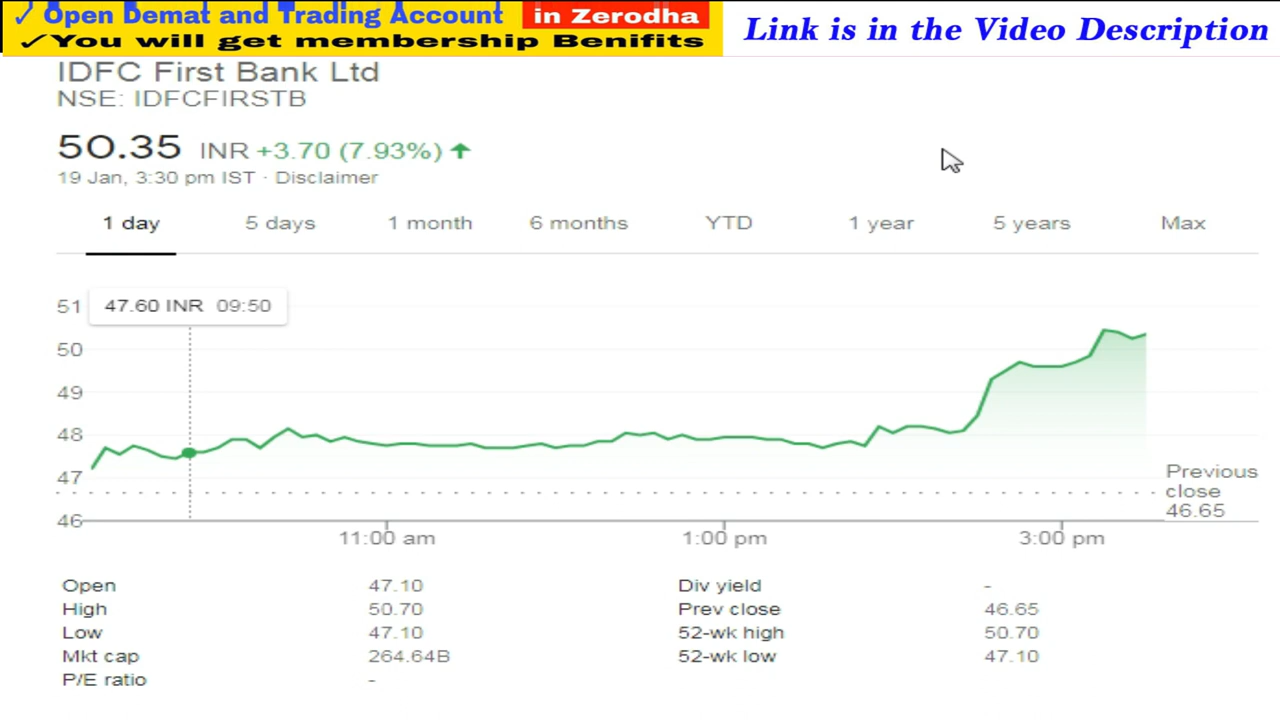 ✓ Open Demat and Trading Account in Zerodha
✓You will get membership Benifits
Link is in the Video Description
IDFC First Bank Ltd
NSE: IDFCFIRSTB
50.35 INR +3.70 (7.93%) ↑
19 Jan, 3:30 pm IST · Disclaimer
1 day 5 days 1 month 6 months YTD 1 year 5 years Max
47.60 INR 09:50
51
50
49
48
47
46
Previous
close
46.65
11:00 am 1:00 pm 3:00 pm
Open 47.10 Div yield -
High 50.70 Prev close 46.65
Low 47.10 52-wk high 50.70
Mkt cap 264.64B 52-wk low 47.10
P/E ratio -